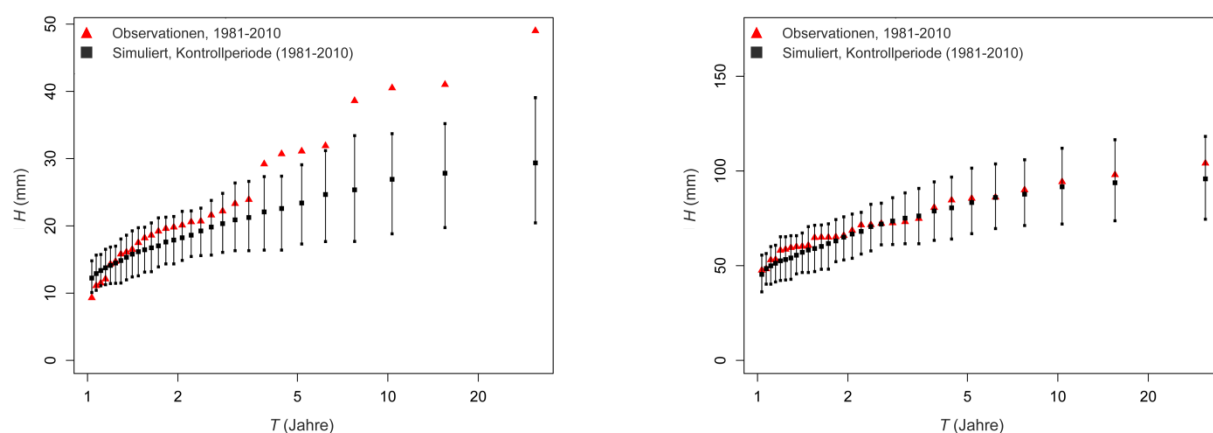 Observationen, 1981-2010
Simuliert, Kontrollperiode (1981-2010)
H (mm)
50
40
30
20
10
0
1 2 5 10 20
T (Jahre)
Observationen, 1981-2010
Simuliert, Kontrollperiode (1981-2010)
H (mm)
150
100
50
0
1 2 5 10 20
T (Jahre)